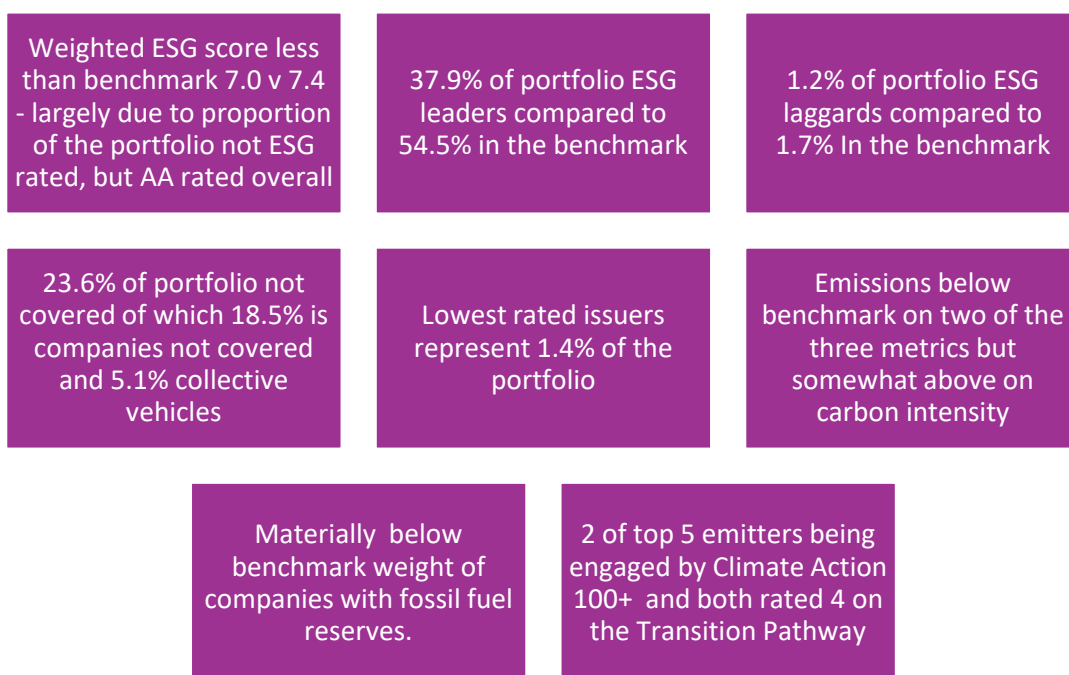 Weighted ESG score less
than benchmark 7.0 v 7.4
- largely due to proportion
of the portfolio not ESG
rated, but AA rated overall
37.9% of portfolio ESG
leaders compared to
54.5% in the benchmark
1.2% of portfolio ESG
laggards compared to
1.7% In the benchmark
23.6% of portfolio not
covered of which 18.5% is
companies not covered
and 5.1% collective
vehicles
Lowest rated issuers
represent 1.4% of the
portfolio
Emissions below
benchmark on two of the
three metrics but
somewhat above on
carbon intensity
Materially  below
benchmark weight of
companies with fossil fuel
reserves.
2 of top 5 emitters being
engaged by Climate Action
100+  and both rated 4 on
the Transition Pathway